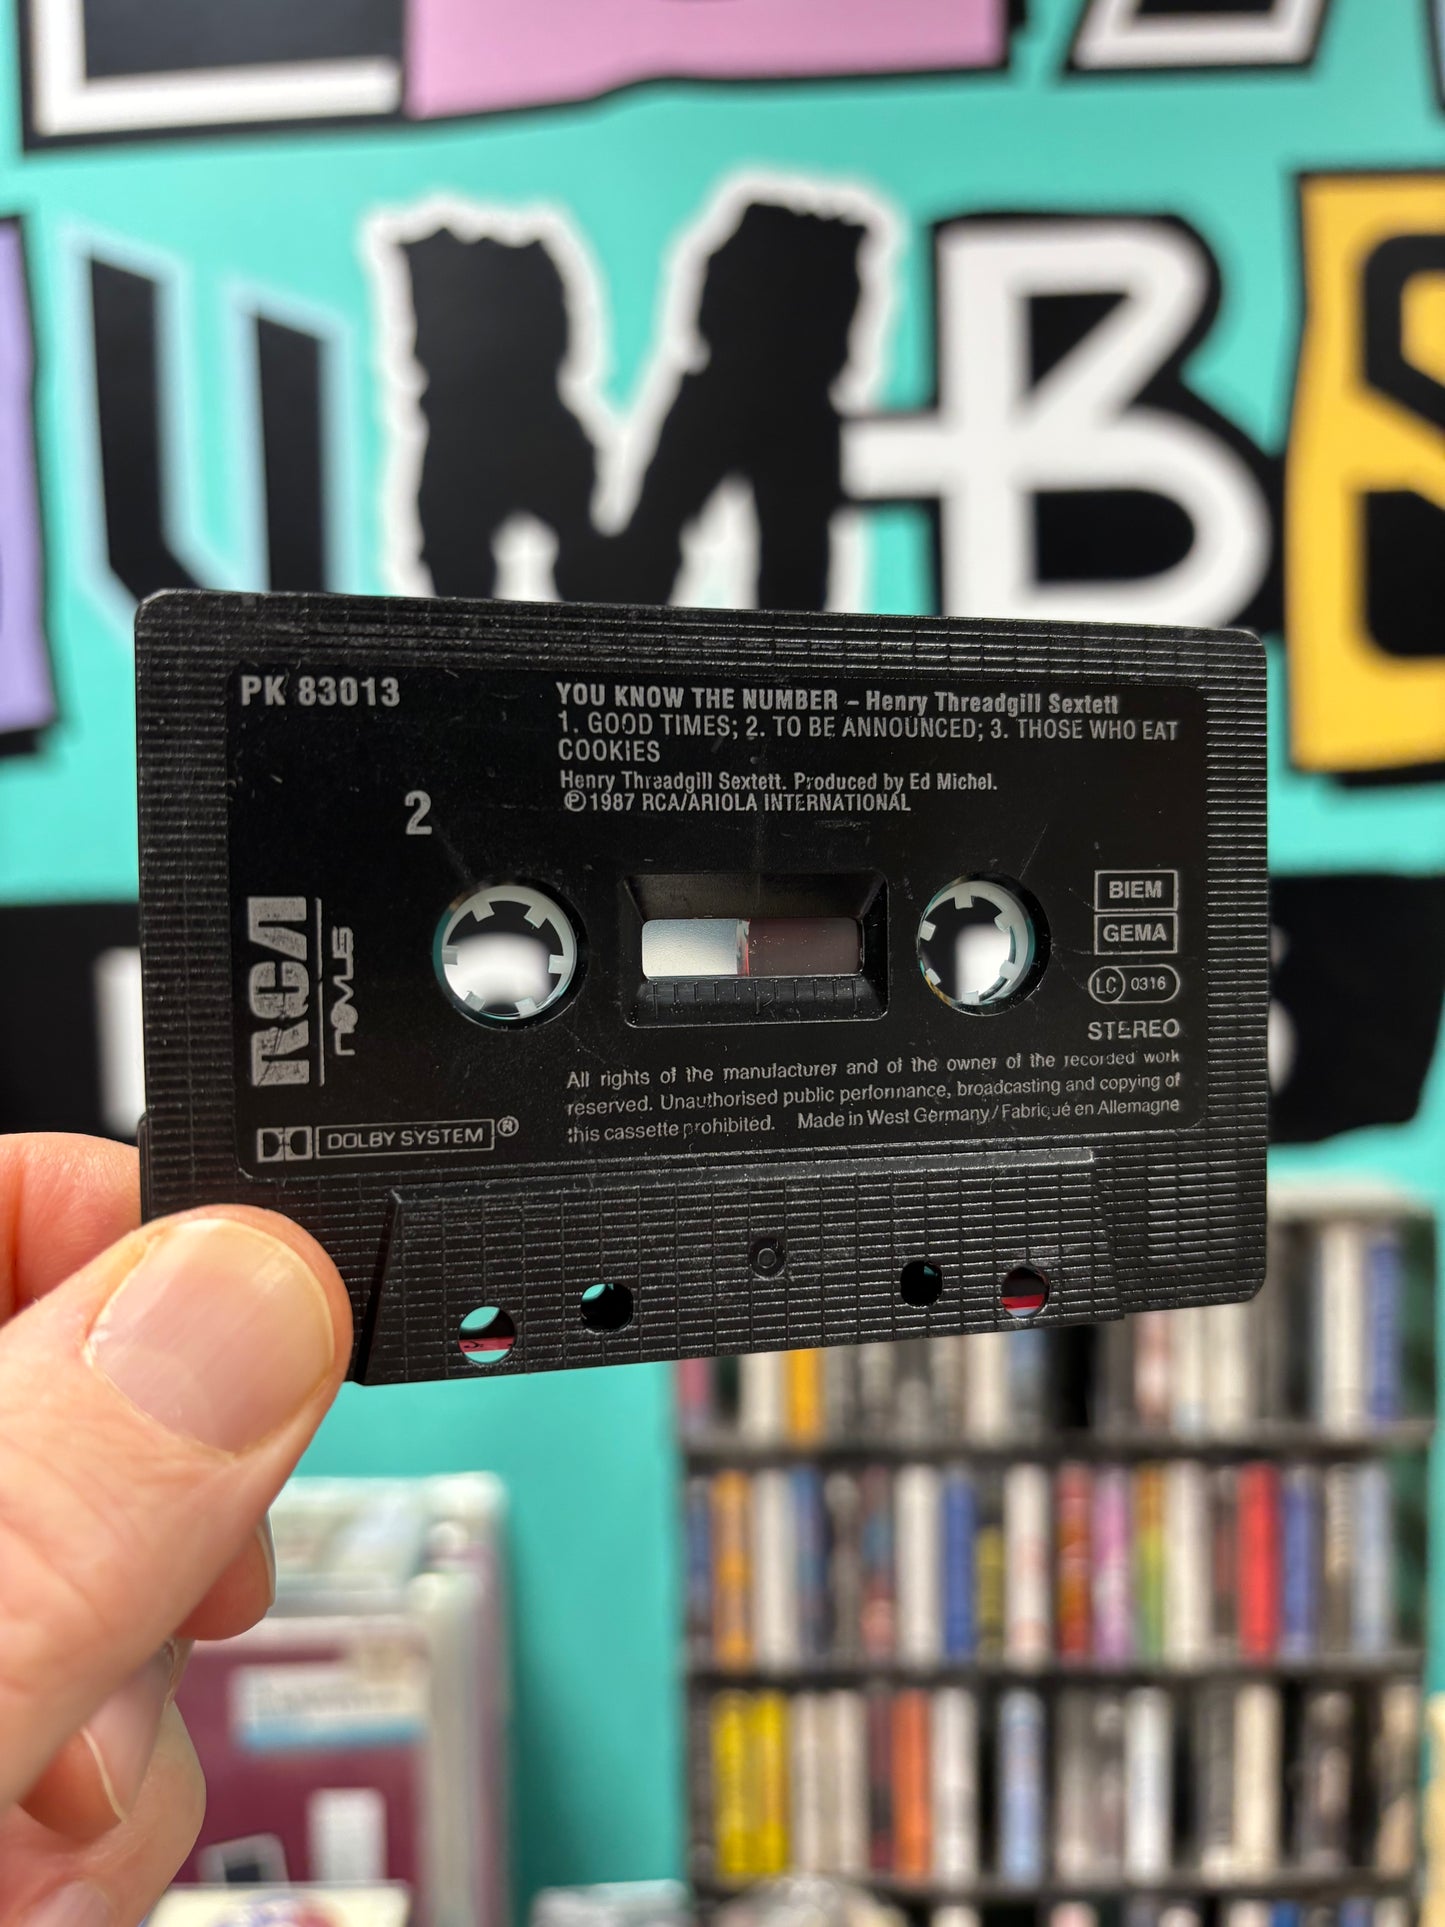 UMBS
PK 83013
YOU KNOW THE NUMBER – Henry Threadgill Sextett
1. GOOD TIMES; 2. TO BE ANNOUNCED; 3. THOSE WHO EAT
COOKIES
Henry Threadgill Sextett. Produced by Ed Michel.
Ⓟ 1987 RCA/ARIOLA INTERNATIONAL
2
RCA
NOVUS
BIEM
GEMA
LC 0316
STEREO
All rights of the manufacturer and of the owner of the recorded work
reserved. Unauthorised public performance, broadcasting and copying of
this cassette prohibited. Made in West Germany/Fabriqué en Allemagne
DOLBY SYSTEM®